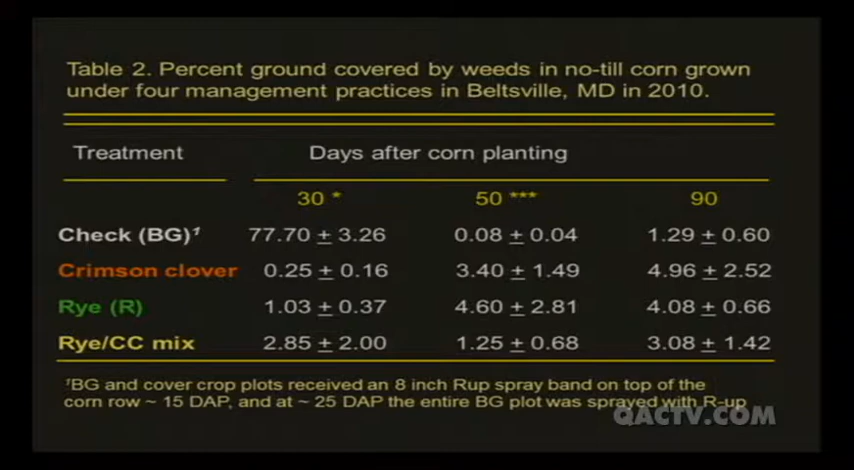 Table 2. Percent ground covered by weeds in no-till corn grown
under four management practices in Beltsville, MD in 2010.
Treatment Days after corn planting
30 * 50 *** 90
Check (BG)¹ 77.70 ± 3.26 0.08 ± 0.04 1.29 ± 0.60
Crimson clover 0.25 ± 0.16 3.40 ± 1.49 4.96 ± 2.52
Rye (R) 1.03 ± 0.37 4.60 ± 2.81 4.08 ± 0.66
Rye/CC mix 2.85 ± 2.00 1.25 ± 0.68 3.08 ± 1.42
¹BG and cover crop plots received an 8 inch Rup spray band on top of the
corn row ~ 15 DAP, and at ~ 25 DAP the entire BG plot was sprayed with R-up
QACTV.COM